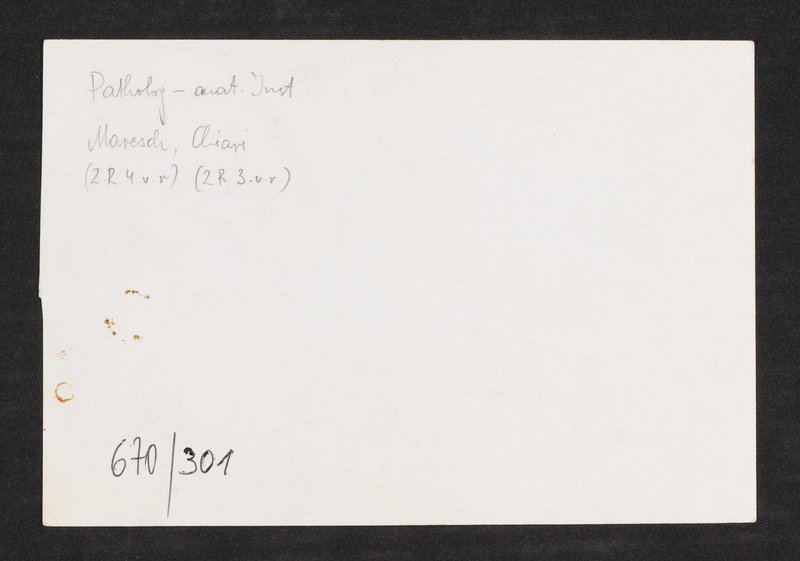 Patholog - anat. Inst
Maresch, Chiari
(2 R 4 v. r) (2 R 3. v. r.)
670/301